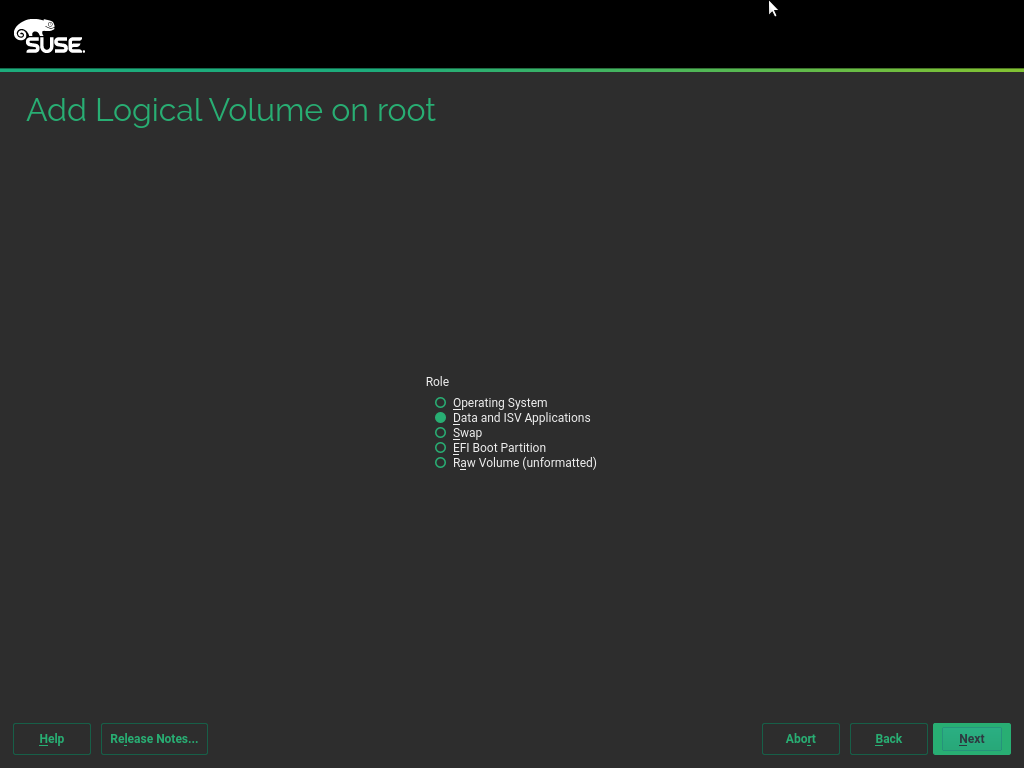 SUSE.
Add Logical Volume on root
Role
Operating System
Data and ISV Applications
Swap
EFI Boot Partition
Raw Volume (unformatted)
Help
Release Notes...
Abort
Back
Next